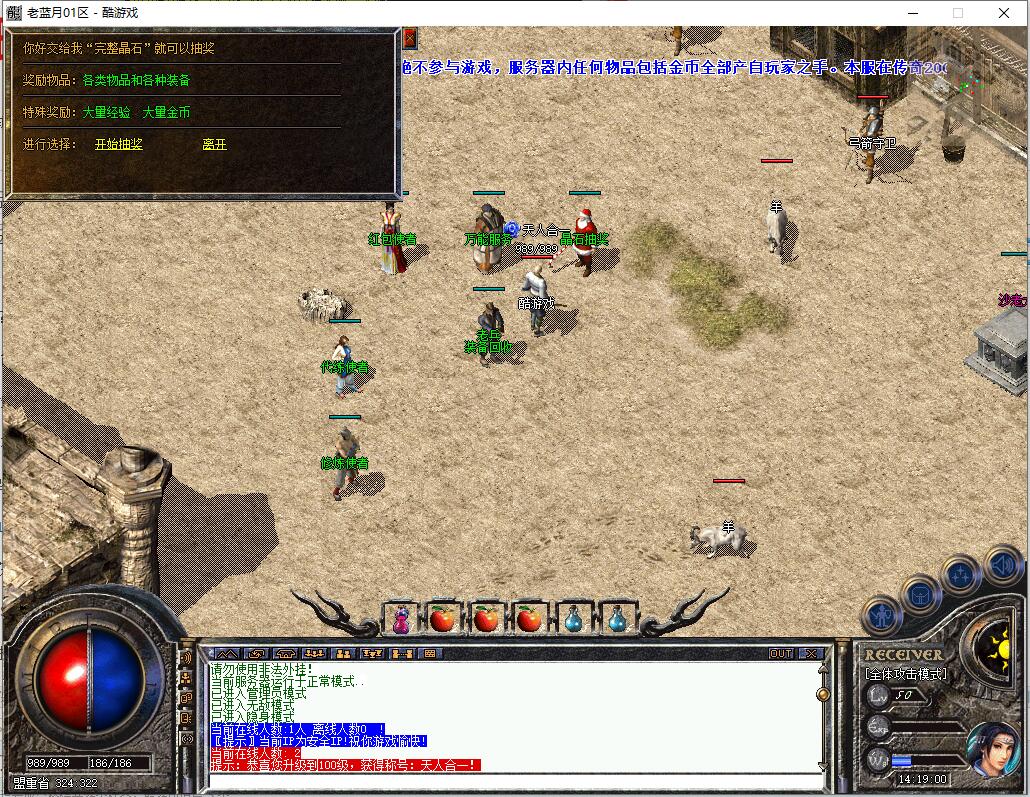 老蓝月01区 - 酷游戏
你好交给我“完整晶石”就可以抽奖
奖励物品：各类物品和各种装备
特殊奖励：大量经验 大量金币
进行选择： 开始抽奖 离开
绝不参与游戏，服务器内任何物品包括金币全部产自玩家之手。本服在传奇200
弓箭守卫
羊
红包使者
万能服务
天人合一
晶石抽奖
989/989
酷游戏
沙老
老兵
装备回收
代练使者
修炼使者
羊
OUT
请勿使用非法外挂！
当前服务器运行于正常模式..
已进入管理员模式
已进入无敌模式
已进入隐身模式
当前在线人数:1人 离线人数0 !
【提示】当前IP为安全IP!祝你游戏愉快!
当前在线人数: 2
提示: 恭喜您升级到100级，获得称号：天人合一！
989/989 186/186
盟重省 324:322
RECEIVER
[全体攻击模式]
Lv 50
Exp
W
14:19:00